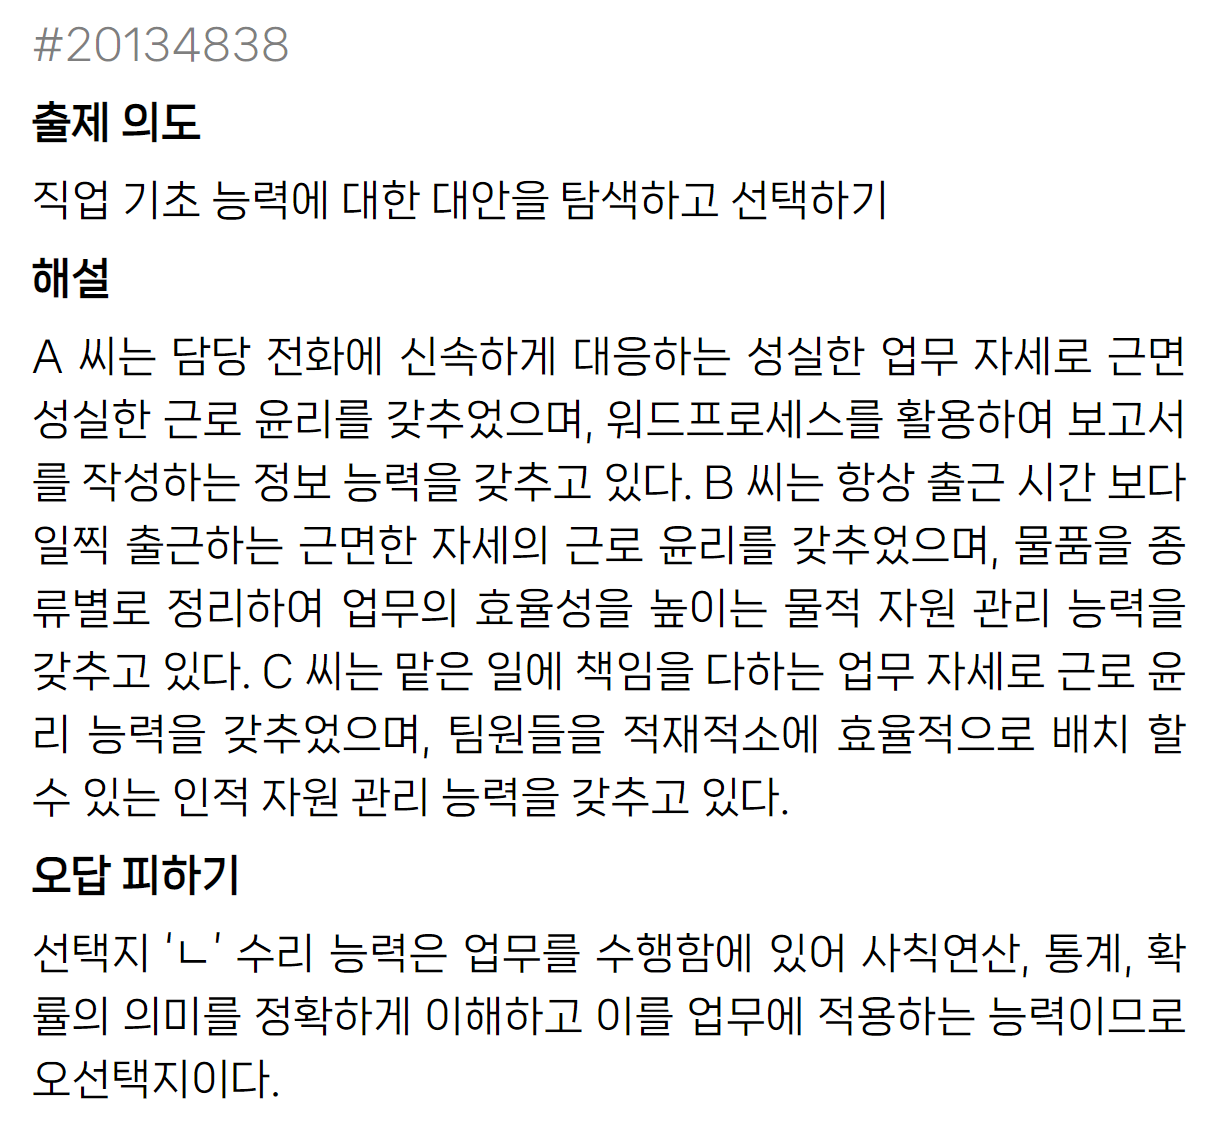 #20134838
출제 의도
직업 기초 능력에 대한 대안을 탐색하고 선택하기
해설
A 씨는 담당 전화에 신속하게 대응하는 성실한 업무 자세로 근면
성실한 근로 윤리를 갖추었으며, 워드프로세스를 활용하여 보고서
를 작성하는 정보 능력을 갖추고 있다. B 씨는 항상 출근 시간 보다
일찍 출근하는 근면한 자세의 근로 윤리를 갖추었으며, 물품을 종
류별로 정리하여 업무의 효율성을 높이는 물적 자원 관리 능력을
갖추고 있다. C 씨는 맡은 일에 책임을 다하는 업무 자세로 근로 윤
리 능력을 갖추었으며, 팀원들을 적재적소에 효율적으로 배치 할
수 있는 인적 자원 관리 능력을 갖추고 있다.
오답 피하기
선택지 ‘ㄴ’ 수리 능력은 업무를 수행함에 있어 사칙연산, 통계, 확
률의 의미를 정확하게 이해하고 이를 업무에 적용하는 능력이므로
오선택지이다.